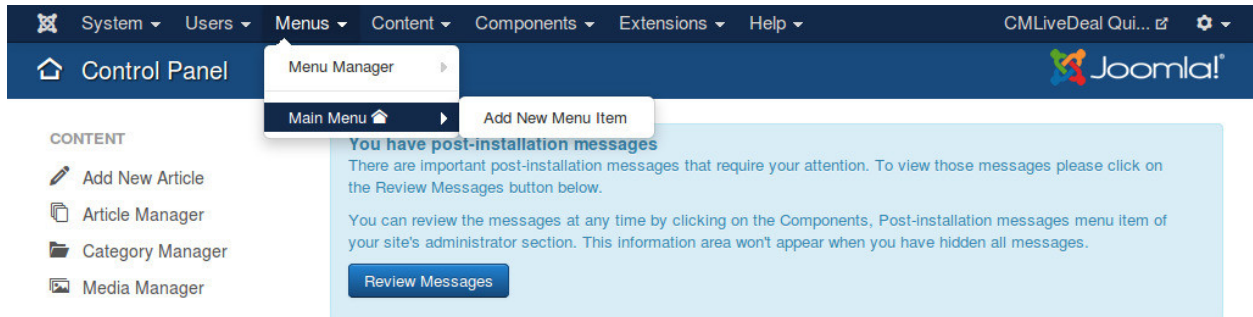 System Users Menus Content Components Extensions Help CMLiveDeal Qui...
Control Panel Joomla!
Menu Manager
Main Menu Add New Menu Item
CONTENT
Add New Article
Article Manager
Category Manager
Media Manager
You have post-installation messages
There are important post-installation messages that require your attention. To view those messages please click on
the Review Messages button below.
You can review the messages at any time by clicking on the Components, Post-installation messages menu item of
your site's administrator section. This information area won't appear when you have hidden all messages.
Review Messages